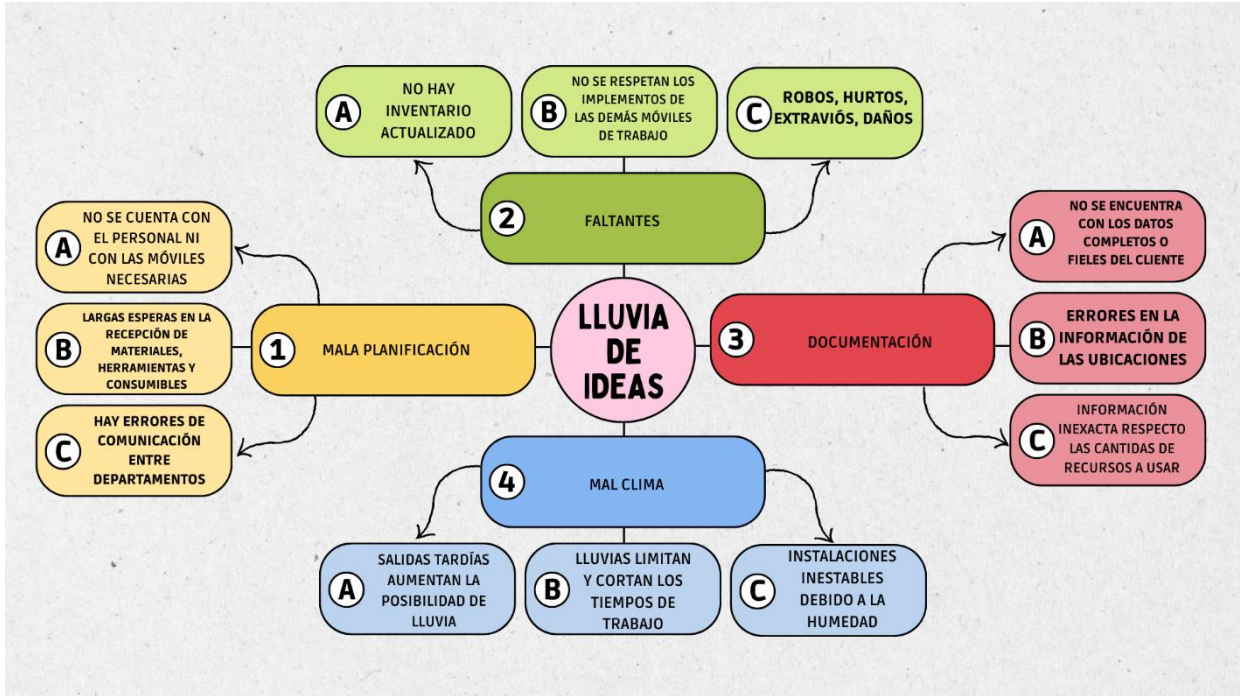 A
NO HAY
INVENTARIO
ACTUALIZADO
B
NO SE RESPETAN LOS
IMPLEMENTOS DE
LAS DEMÁS MÓVILES
DE TRABAJO
C
ROBOS, HURTOS,
EXTRAVIÓS, DAÑOS
2
FALTANTES
A
NO SE CUENTA CON
EL PERSONAL NI
CON LAS MÓVILES
NECESARIAS
B
LARGAS ESPERAS EN LA
RECEPCIÓN DE
MATERIALES,
HERRAMIENTAS Y
CONSUMIBLES
C
HAY ERRORES DE
COMUNICACIÓN
ENTRE
DEPARTAMENTOS
1
MALA PLANIFICACIÓN
LLUVIA
DE
IDEAS
3
DOCUMENTACIÓN
A
NO SE ENCUENTRA
CON LOS DATOS
COMPLETOS O
FIELES DEL CLIENTE
B
ERRORES EN LA
INFORMACIÓN DE
LAS UBICACIONES
C
INFORMACIÓN
INEXACTA RESPECTO
LAS CANTIDAS DE
RECURSOS A USAR
4
MAL CLIMA
A
SALIDAS TARDÍAS
AUMENTAN LA
POSIBILIDAD DE
LLUVIA
B
LLUVIAS LIMITAN
Y CORTAN LOS
TIEMPOS DE
TRABAJO
C
INSTALACIONES
INESTABLES
DEBIDO A LA
HUMEDAD